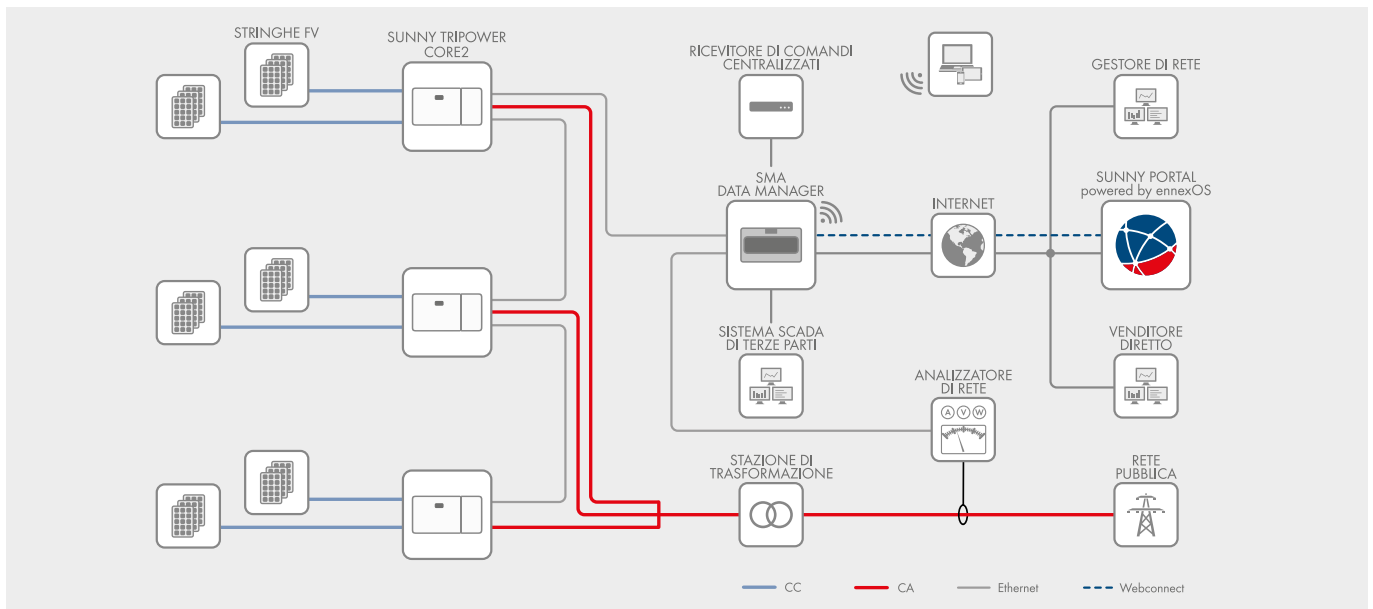 STRINGHE FV
SUNNY TRIPOWER
CORE2
RICEVITORE DI COMANDI
CENTRALIZZATI
GESTORE DI RETE
SMA
DATA MANAGER
INTERNET
SUNNY PORTAL
powered by ennexOS
SISTEMA SCADA
DI TERZE PARTI
VENDITORE
DIRETTO
ANALIZZATORE
DI RETE
A V W
STAZIONE DI
TRASFORMAZIONE
RETE
PUBBLICA
CC
CA
Ethernet
Webconnect